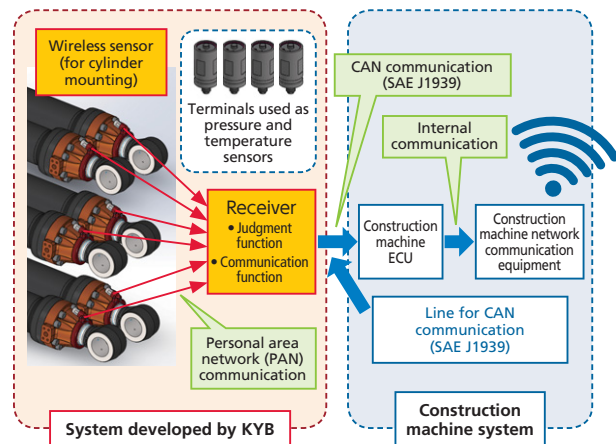 Wireless sensor
(for cylinder
mounting)
Terminals used as
pressure and
temperature
sensors
CAN communication
(SAE J1939)
Internal
communication
Receiver
• Judgment
function
• Communication
function
Construction
machine
ECU
Construction
machine network
communication
equipment
Line for CAN
communication
(SAE J1939)
Personal area
network (PAN)
communication
System developed by KYB
Construction
machine system